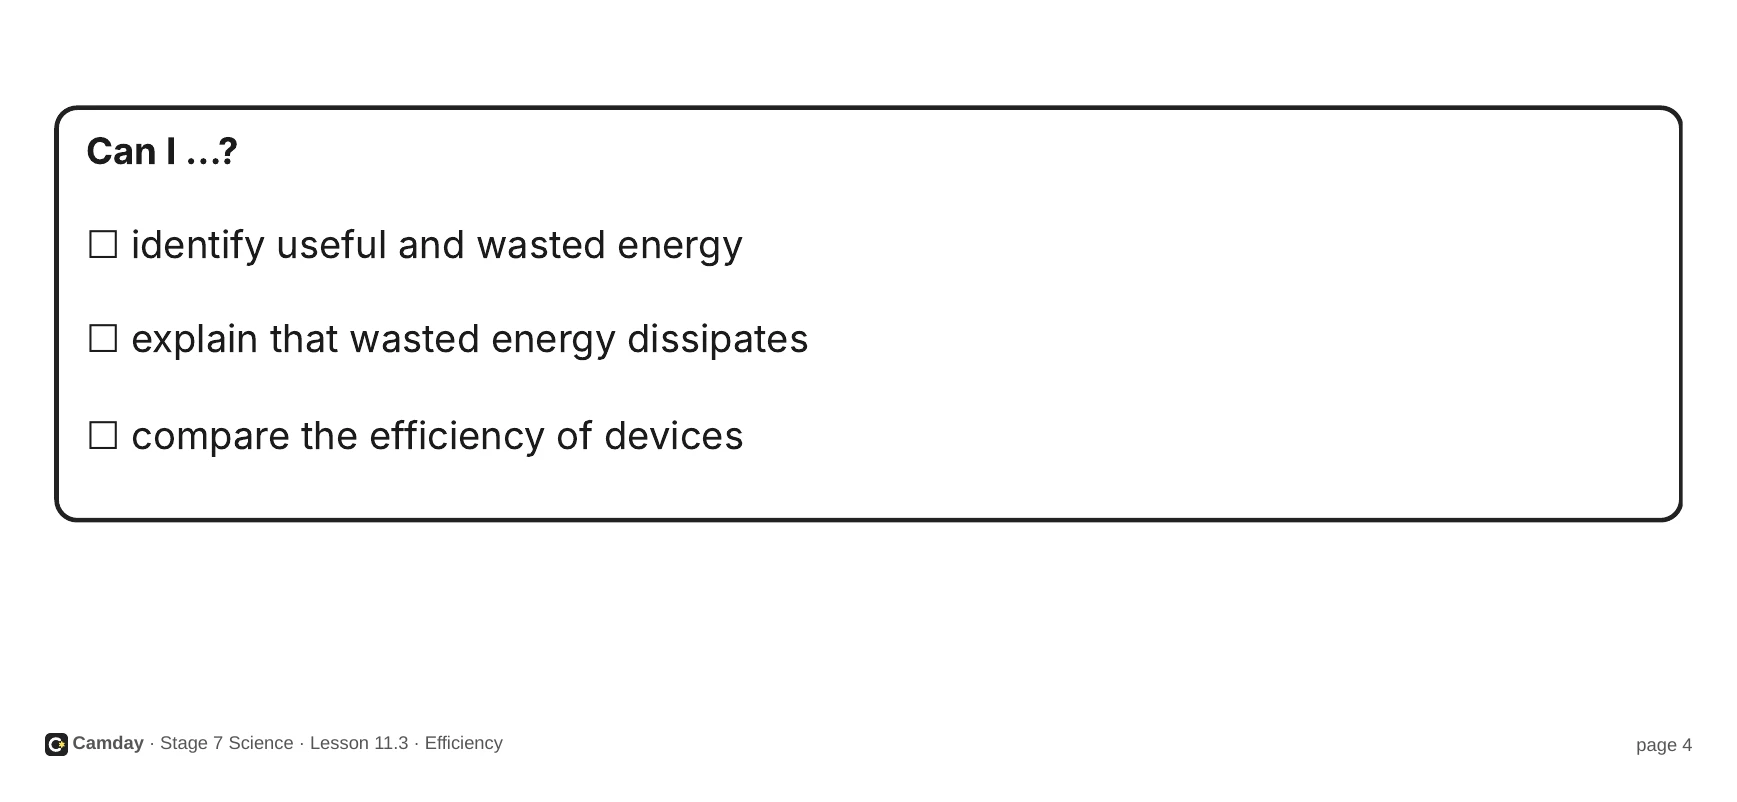 Can I …?
☐ identify useful and wasted energy
☐ explain that wasted energy dissipates
☐ compare the efficiency of devices
Camday · Stage 7 Science · Lesson 11.3 · Efficiency
page 4